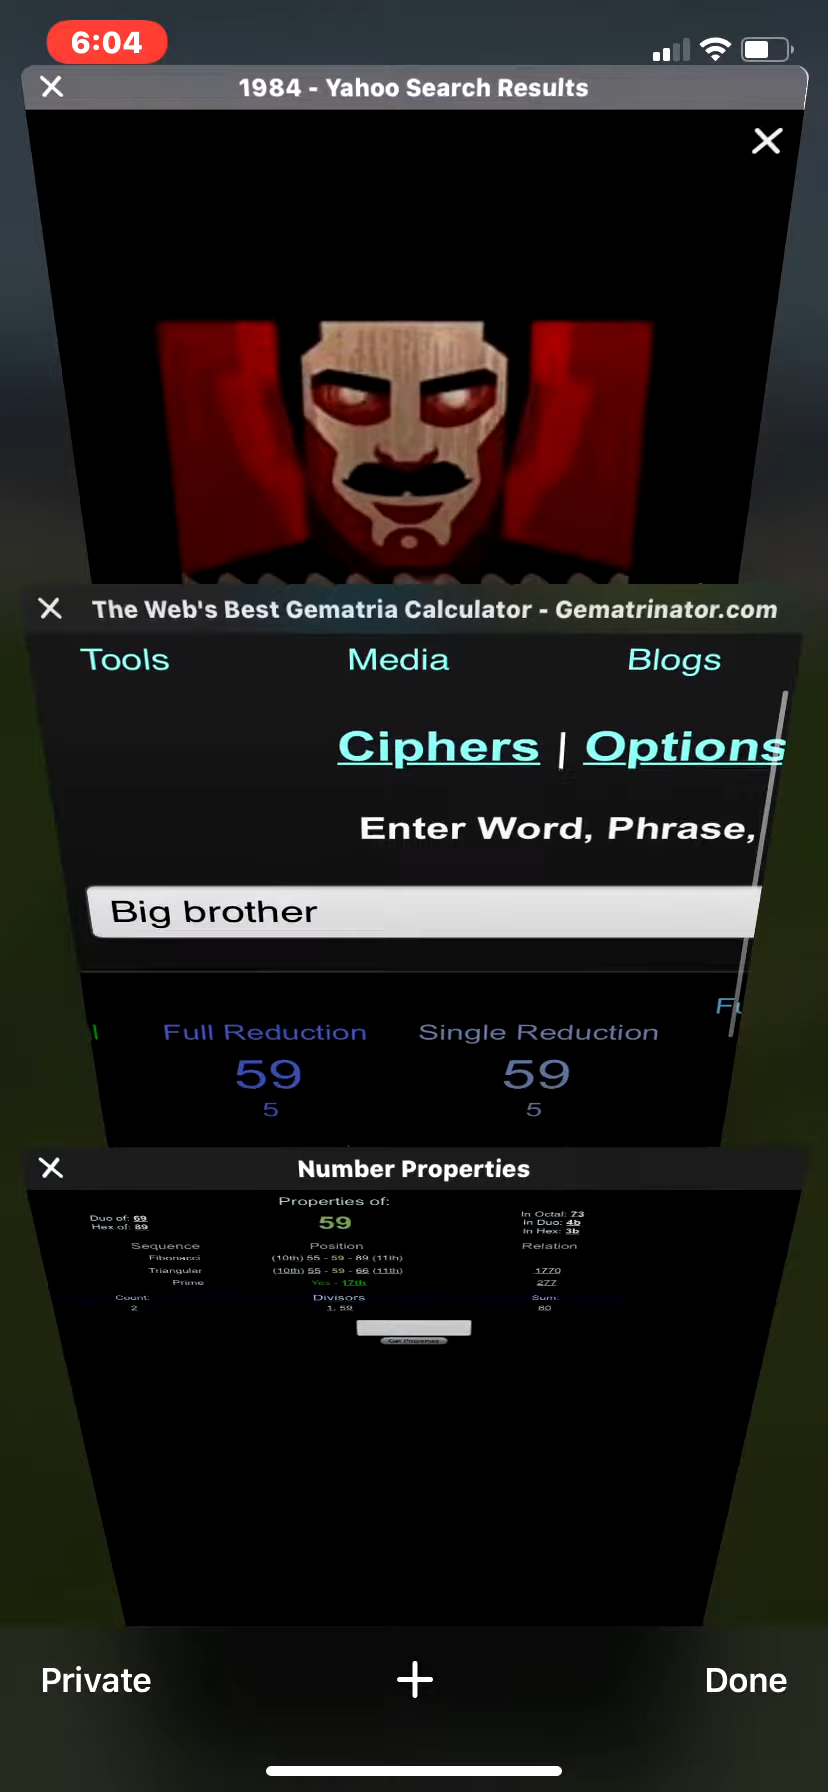 6:04
1984 - Yahoo Search Results
The Web's Best Gematria Calculator - Gematrinator.com
Tools Media Blogs
Ciphers | Options
Enter Word, Phrase,
Big brother
Full Reduction Single Reduction
59 59
5 5
Number Properties
Properties of:
59
Duo of: 69
Hex of: 89
In Octal: 73
In Duo: 4b
In Hex: 3b
Sequence Position Relation
Fibonacci (10th) 55 - 59 - 89 (11th)
Triangular (10th) 55 - 59 - 66 (11th) 1770
Prime Yes - 17th 277
Count: Divisors Sum:
2 1, 59 60
Get Properties
Private + Done